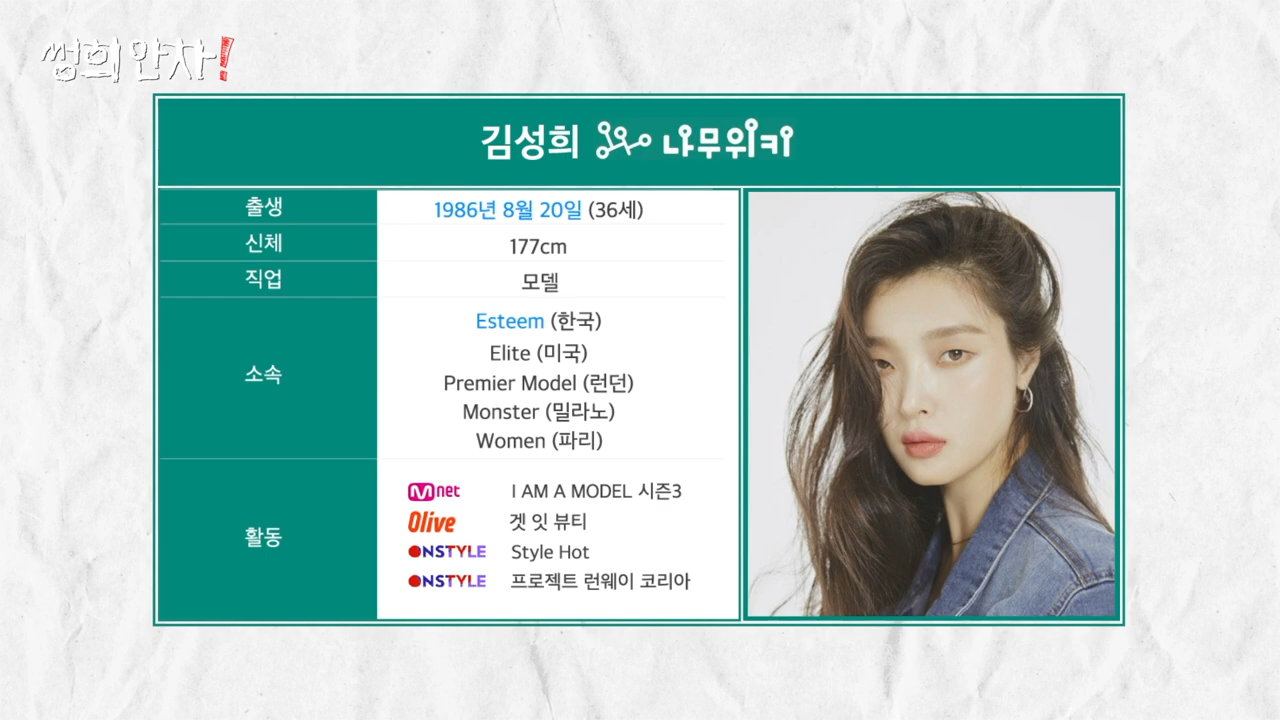 썽희 안차!
김성희 나무위키
출생 1986년 8월 20일 (36세)
신체 177cm
직업 모델
소속 Esteem (한국)
Elite (미국)
Premier Model (런던)
Monster (밀라노)
Women (파리)
활동
Mnet I AM A MODEL 시즌3
Olive 겟 잇 뷰티
ONSTYLE Style Hot
ONSTYLE 프로젝트 런웨이 코리아